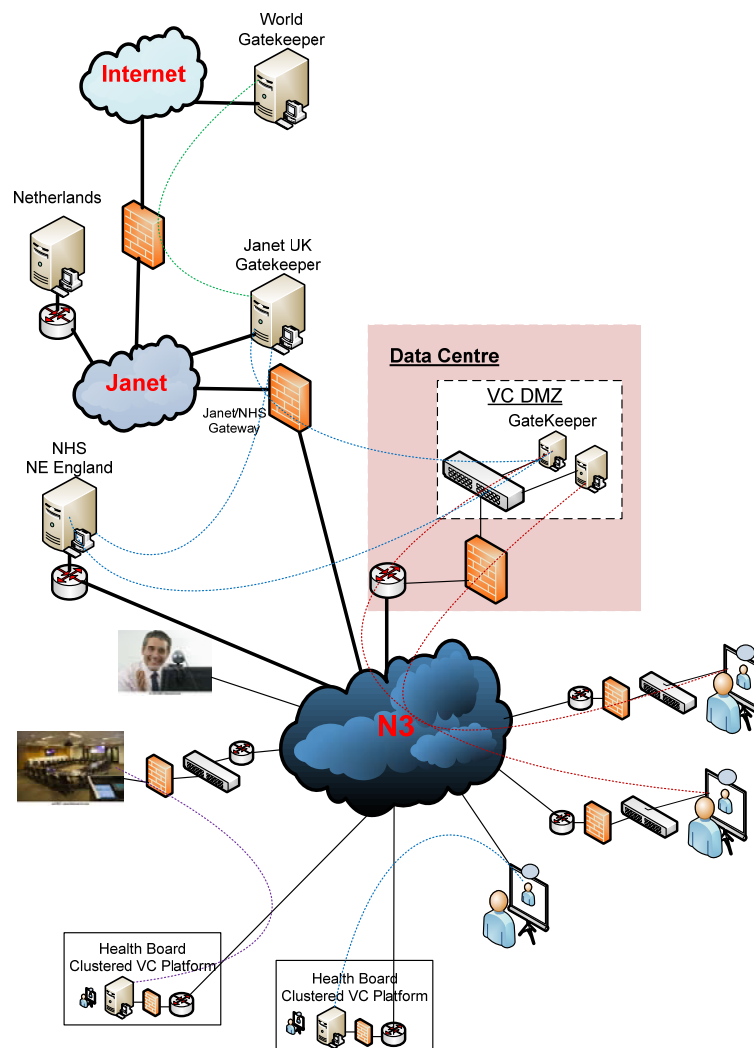 World
Gatekeeper
Internet
Netherlands
Janet UK
Gatekeeper
Data Centre
Janet
VC DMZ
GateKeeper
Janet/NHS
Gateway
NHS
NE England
N3
Health Board
Clustered VC Platform
Health Board
Clustered VC Platform